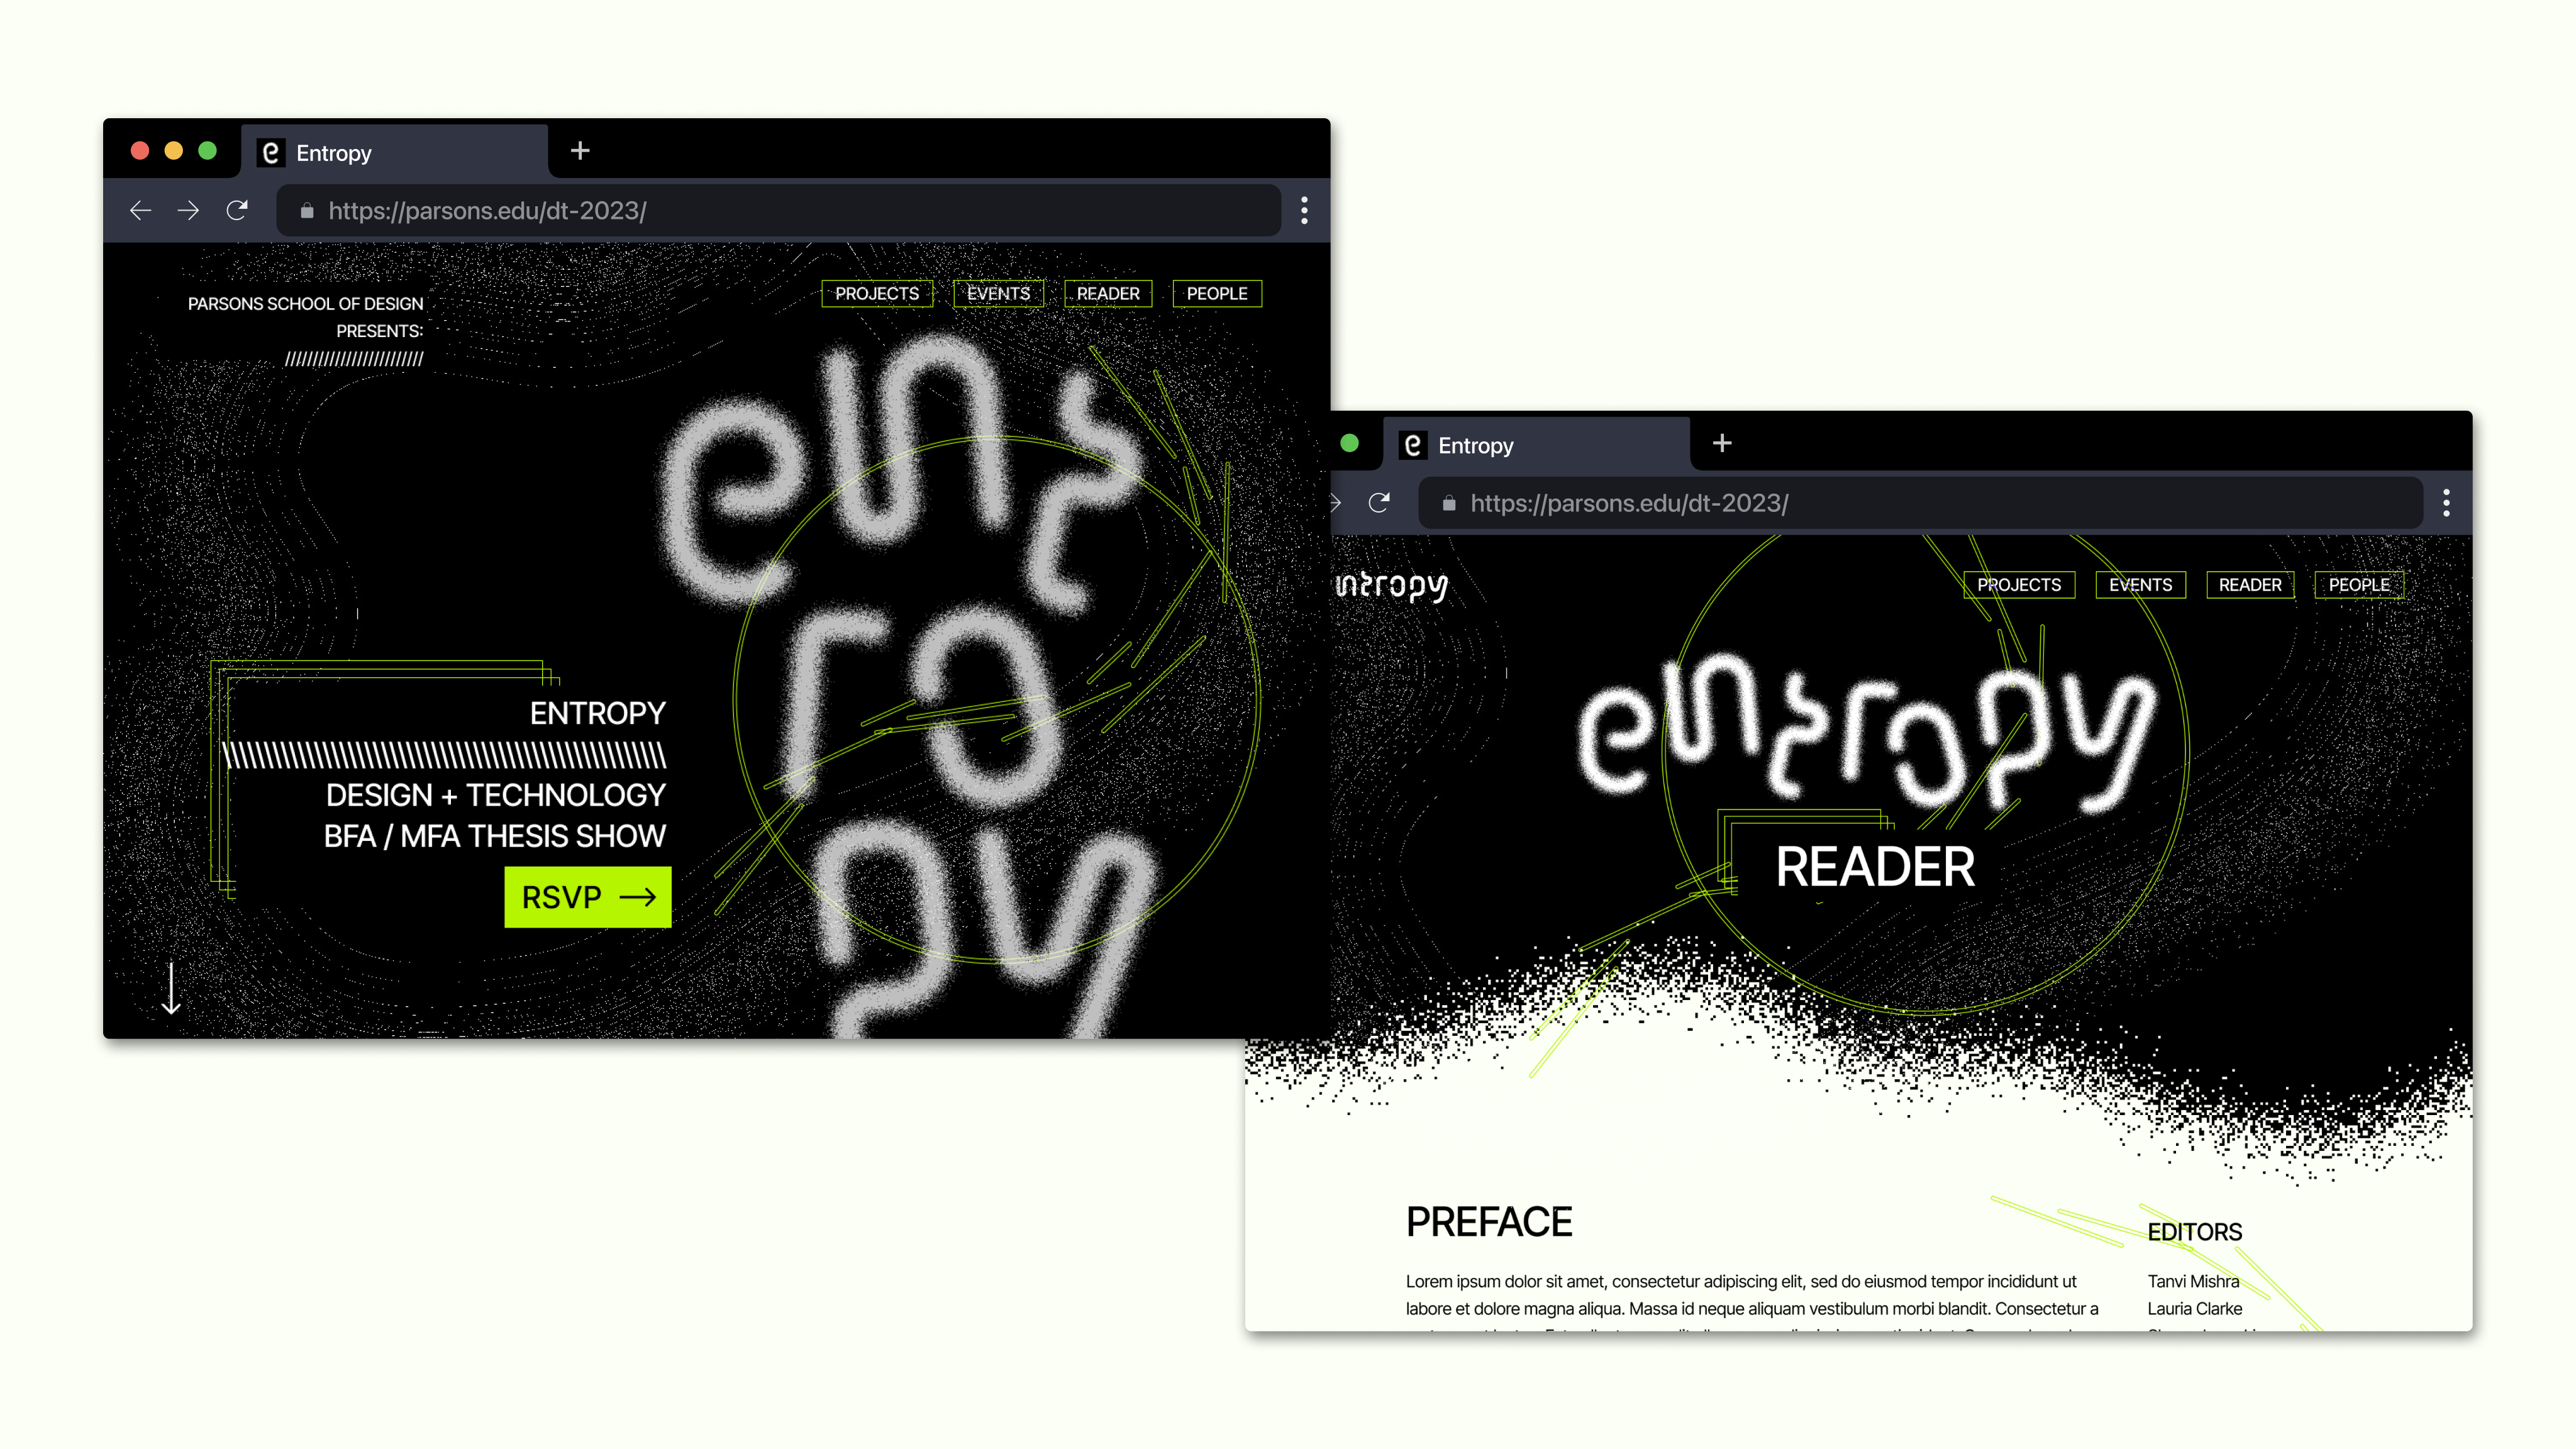 Entropy
https://parsons.edu/dt-2023/
PARSONS SCHOOL OF DESIGN
PRESENTS:
/////////////////////////
PROJECTS
EVENTS
READER
PEOPLE
ent
ro
py
ENTROPY
DESIGN + TECHNOLOGY
BFA / MFA THESIS SHOW
RSVP →
Entropy
https://parsons.edu/dt-2023/
ntropy
PROJECTS
EVENTS
READER
PEOPLE
entropy
READER
PREFACE
Lorem ipsum dolor sit amet, consectetur adipiscing elit, sed do eiusmod tempor incididunt ut
labore et dolore magna aliqua. Massa id neque aliquam vestibulum morbi blandit. Consectetur a
EDITORS
Tanvi Mishra
Lauria Clarke